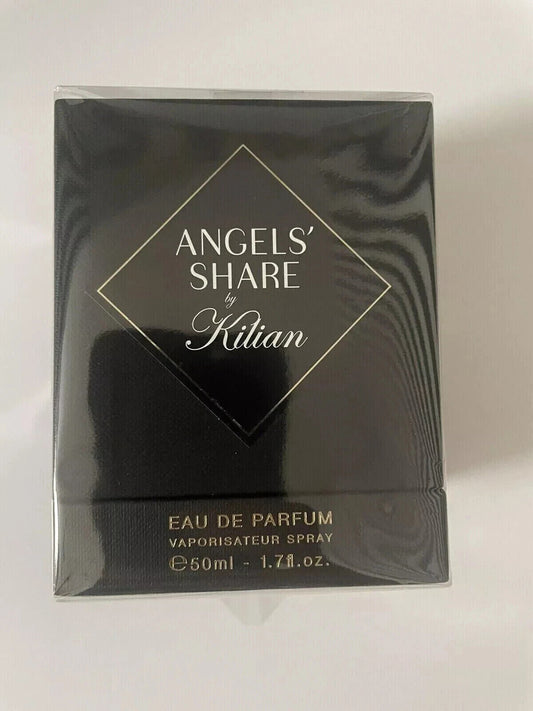 ANGELS’
SHARE
by
Kilian
EAU DE PARFUM
VAPORISATEUR SPRAY
℮50ml - 1.7fl.oz.